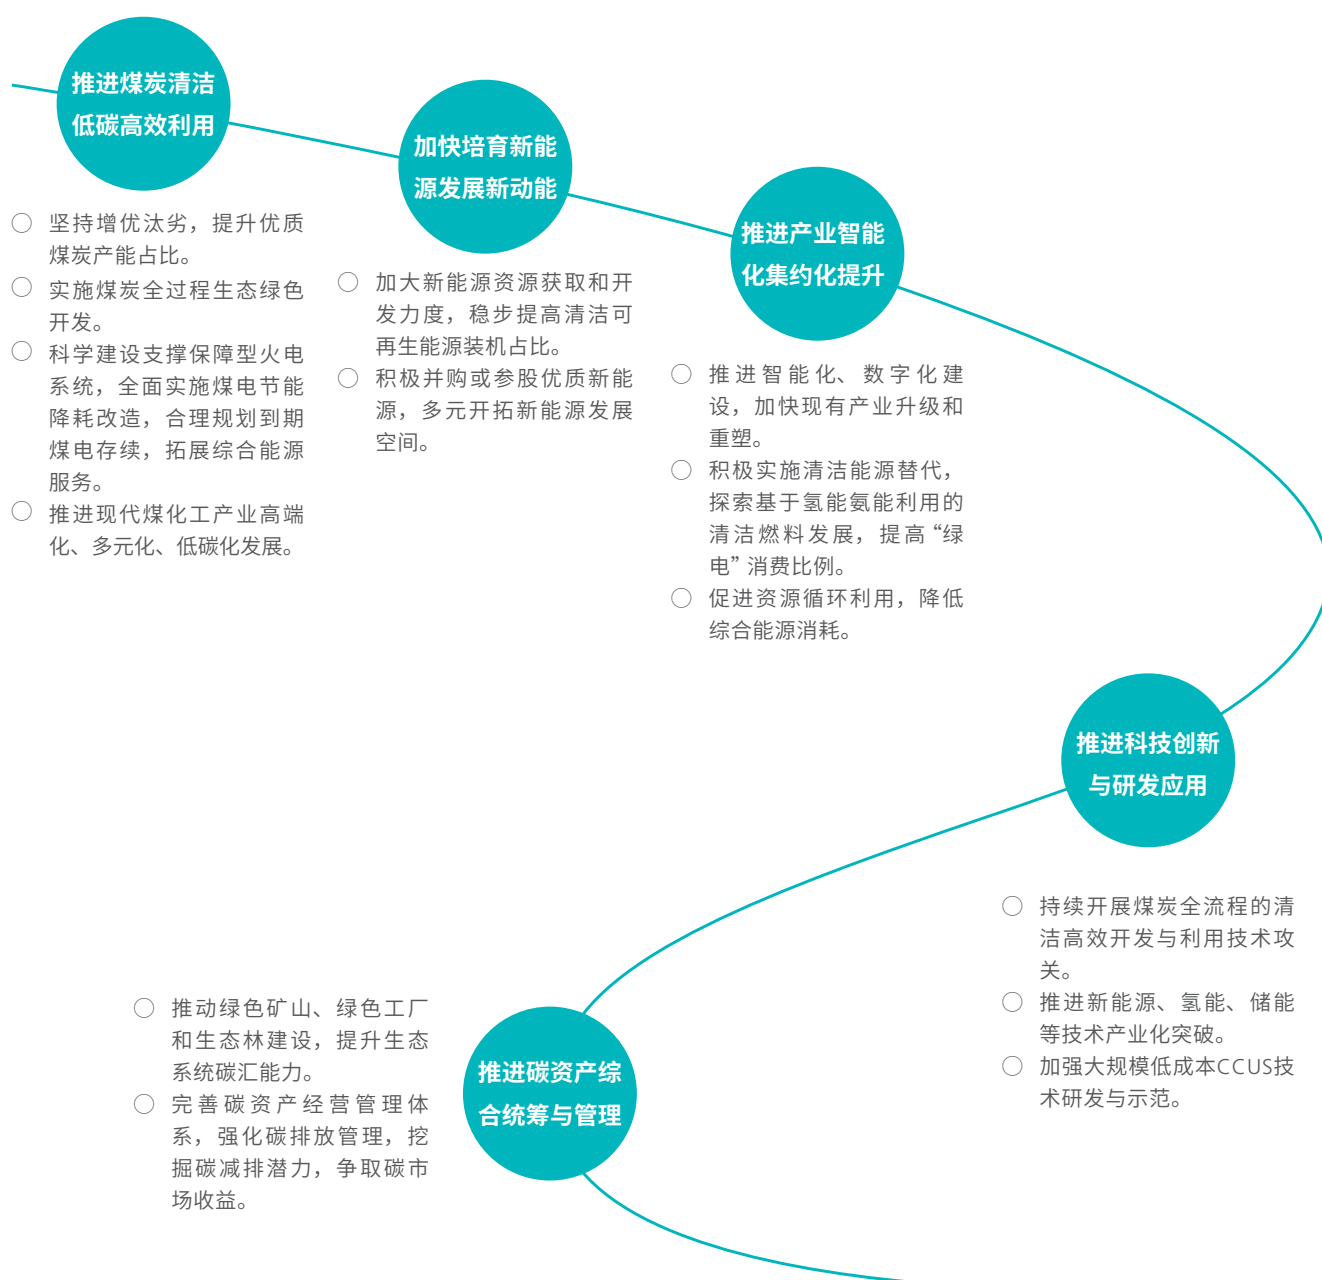 推进煤炭清洁
低碳高效利用
坚持增优汰劣，提升优质
煤炭产能占比。
实施煤炭全过程生态绿色
开发。
科学建设支撑保障型火电
系统，全面实施煤电节能
降耗改造，合理规划到期
煤电存续，拓展综合能源
服务。
推进现代煤化工产业高端
化、多元化、低碳化发展。
加快培育新能
源发展新动能
加大新能源资源获取和开
发力度，稳步提高清洁可
再生能源装机占比。
积极并购或参股优质新能
源，多元开拓新能源发展
空间。
推进产业智能
化集约化提升
推进智能化、数字化建
设，加快现有产业升级和
重塑。
积极实施清洁能源替代，
探索基于氢能氨能利用的
清洁燃料发展，提高“绿
电”消费比例。
促进资源循环利用，降低
综合能源消耗。
推进科技创新
与研发应用
持续开展煤炭全流程的清
洁高效开发与利用技术攻
关。
推进新能源、氢能、储能
等技术产业化突破。
加强大规模低成本CCUS技
术研发与示范。
推进碳资产综
合统筹与管理
推动绿色矿山、绿色工厂
和生态林建设，提升生态
系统碳汇能力。
完善碳资产经营管理体
系，强化碳排放管理，挖
掘碳减排潜力，争取碳市
场收益。